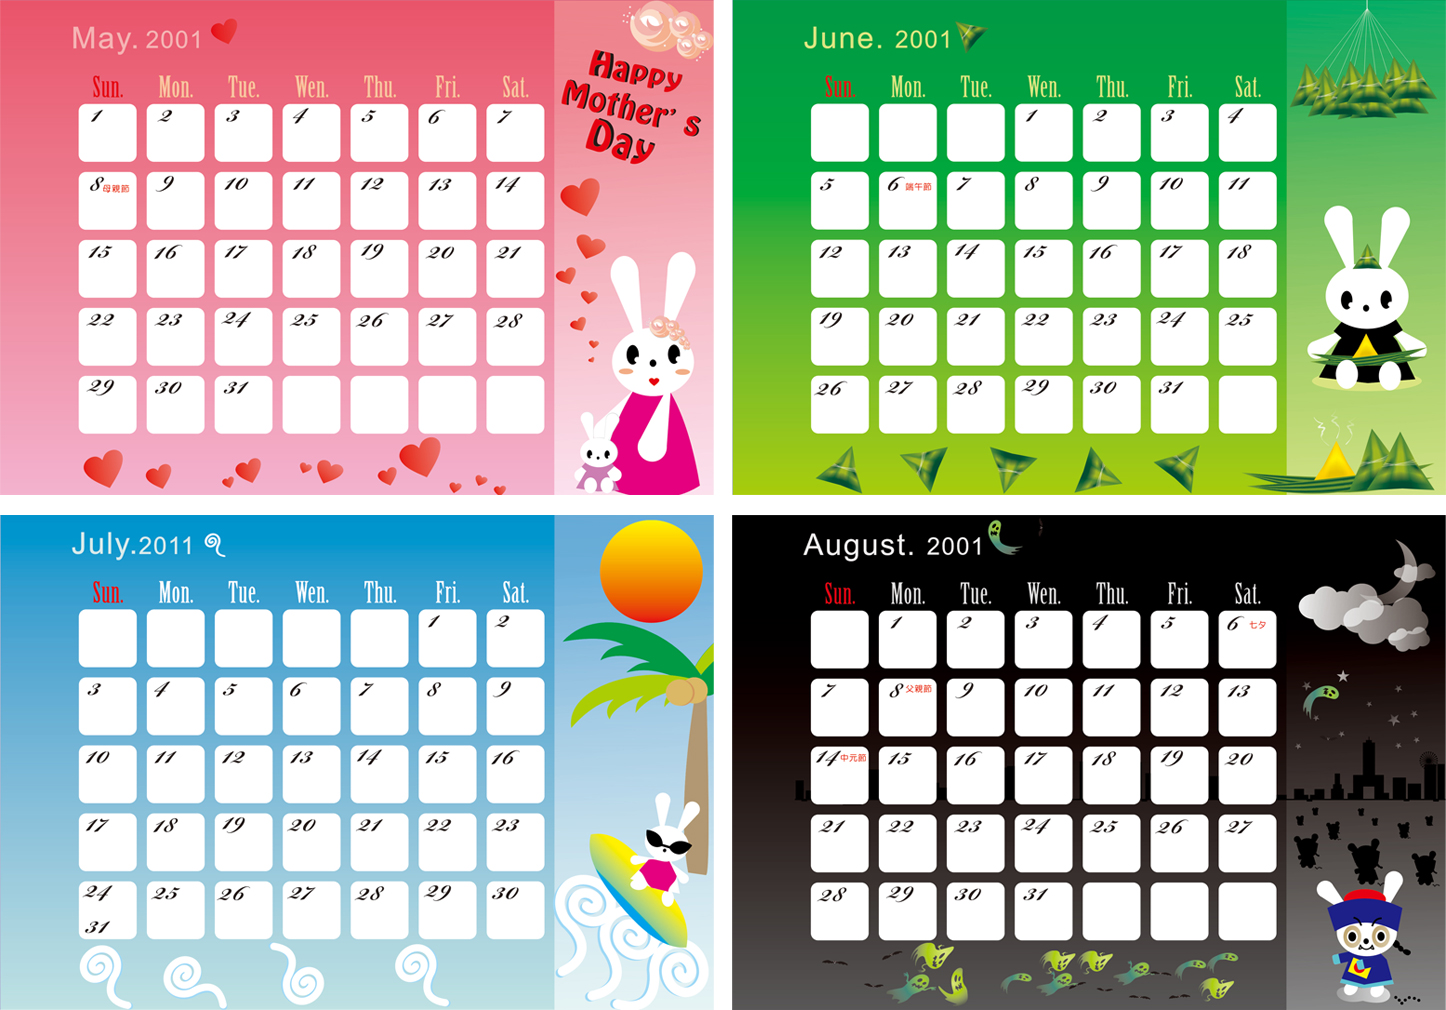 May. 2001
Sun. Mon. Tue. Wen. Thu. Fri. Sat.
1 2 3 4 5 6 7
8 母親節 9 10 11 12 13 14
15 16 17 18 19 20 21
22 23 24 25 26 27 28
29 30 31
Happy
Mother's
Day
June. 2001
Sun. Mon. Tue. Wen. Thu. Fri. Sat.
1 2 3 4
5 6 端午節 7 8 9 10 11
12 13 14 15 16 17 18
19 20 21 22 23 24 25
26 27 28 29 30 31
July.2011
Sun. Mon. Tue. Wen. Thu. Fri. Sat.
1 2
3 4 5 6 7 8 9
10 11 12 13 14 15 16
17 18 19 20 21 22 23
24 25 26 27 28 29 30
31
August. 2001
Sun. Mon. Tue. Wen. Thu. Fri. Sat.
1 2 3 4 5 6 七夕
7 8 父親節 9 10 11 12 13
14 中元節 15 16 17 18 19 20
21 22 23 24 25 26 27
28 29 30 31